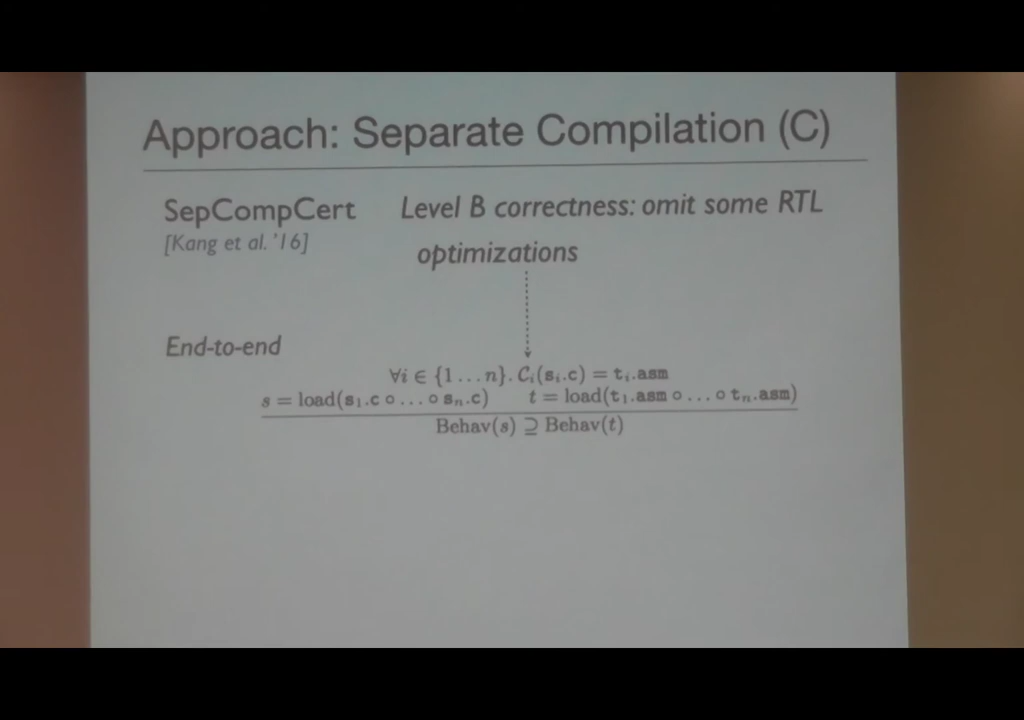 Approach: Separate Compilation (C)
SepCompCert
[Kang et al. '16]
Level B correctness: omit some RTL
optimizations
End-to-end
∀i ∈ {1...n}. 𝒞ᵢ(sᵢ.c) = tᵢ.asm
s = load(s₁.c ∘ ... ∘ sₙ.c) t = load(t₁.asm ∘ ... ∘ tₙ.asm)
Behav(s) ⊇ Behav(t)